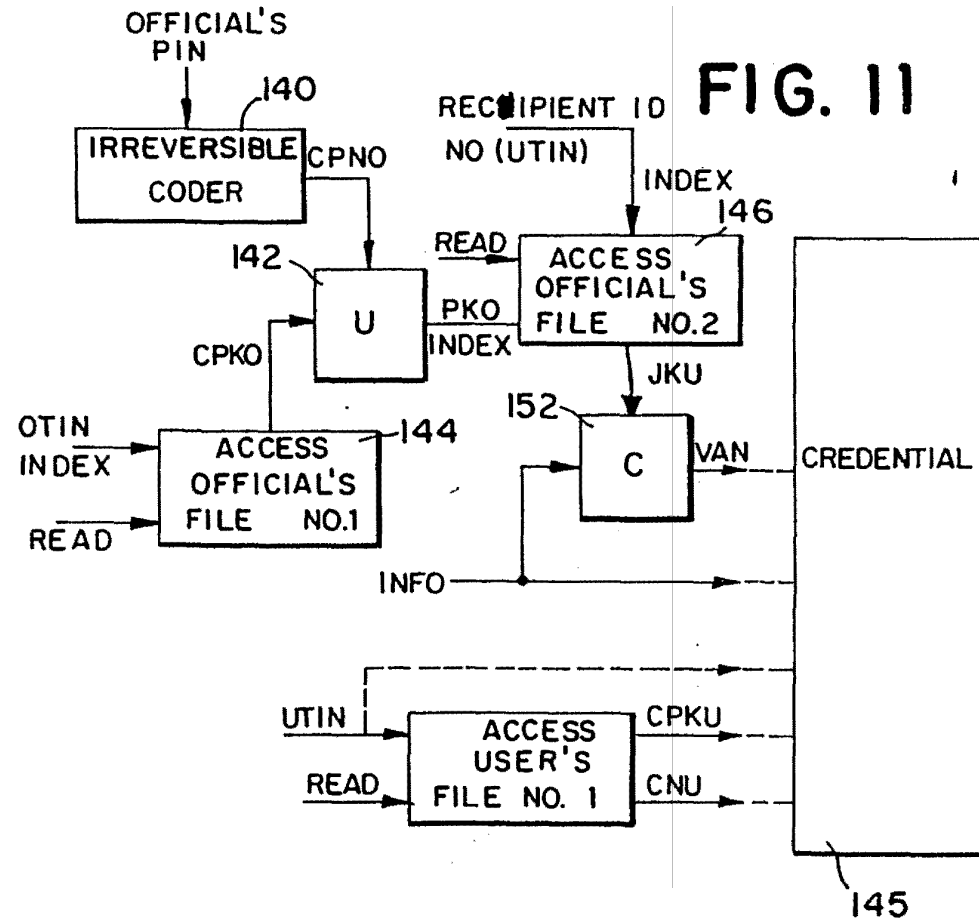 OFFICIAL'S
PIN
140
FIG. 11
IRREVERSIBLE
CODER
CPNO
RECIPIENT ID
NO (UTIN)
INDEX
146
142
READ
ACCESS
OFFICIAL'S
FILE NO.2
U
PKO
INDEX
CPKO
JKU
152
OTIN
INDEX
144
ACCESS
OFFICIAL'S
FILE NO.1
READ
C
VAN
CREDENTIAL
INFO
UTIN
ACCESS
USER'S
FILE NO. 1
CPKU
READ
CNU
145